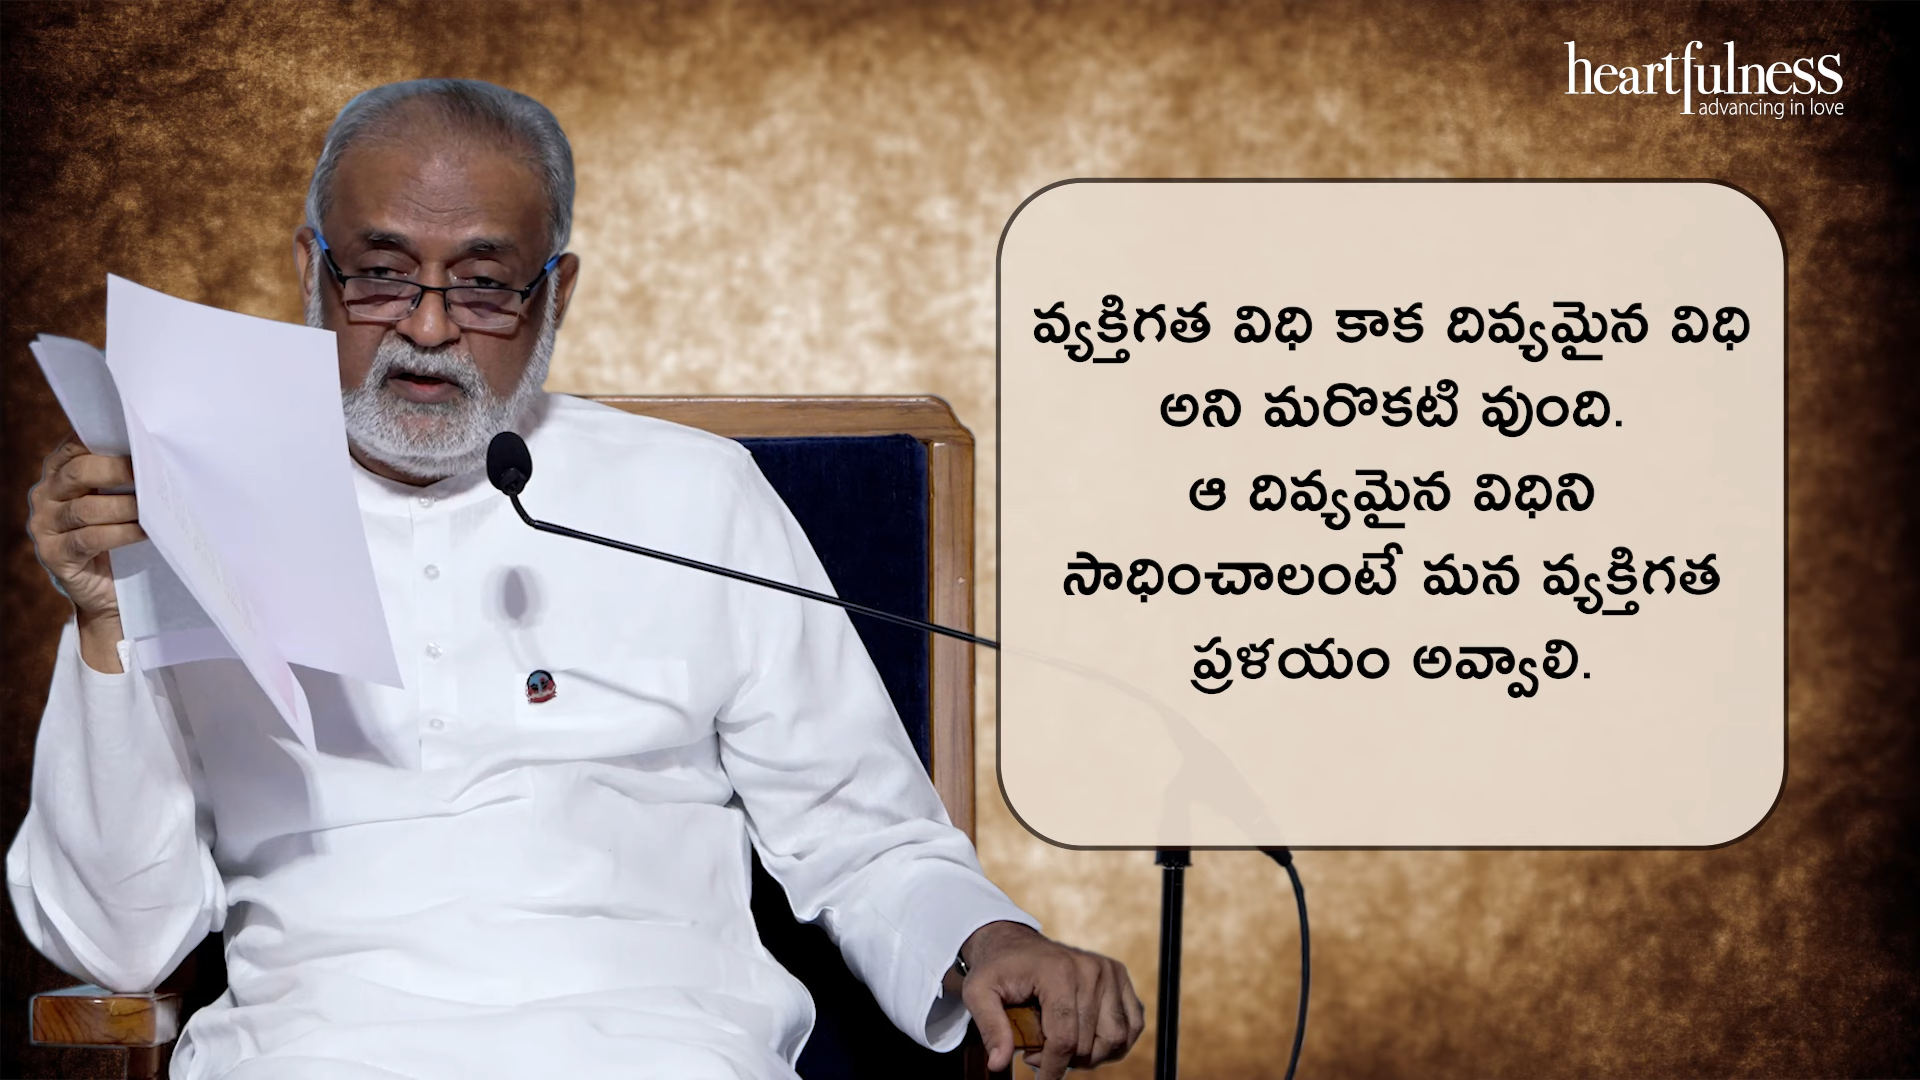 heartfulness
advancing in love
వ్యక్తిగత విధి కాక దివ్యమైన విధి
అని మరొకటి వుంది.
ఆ దివ్యమైన విధిని
సాధించాలంటే మన వ్యక్తిగత
ప్రళయం అవ్వాలి.